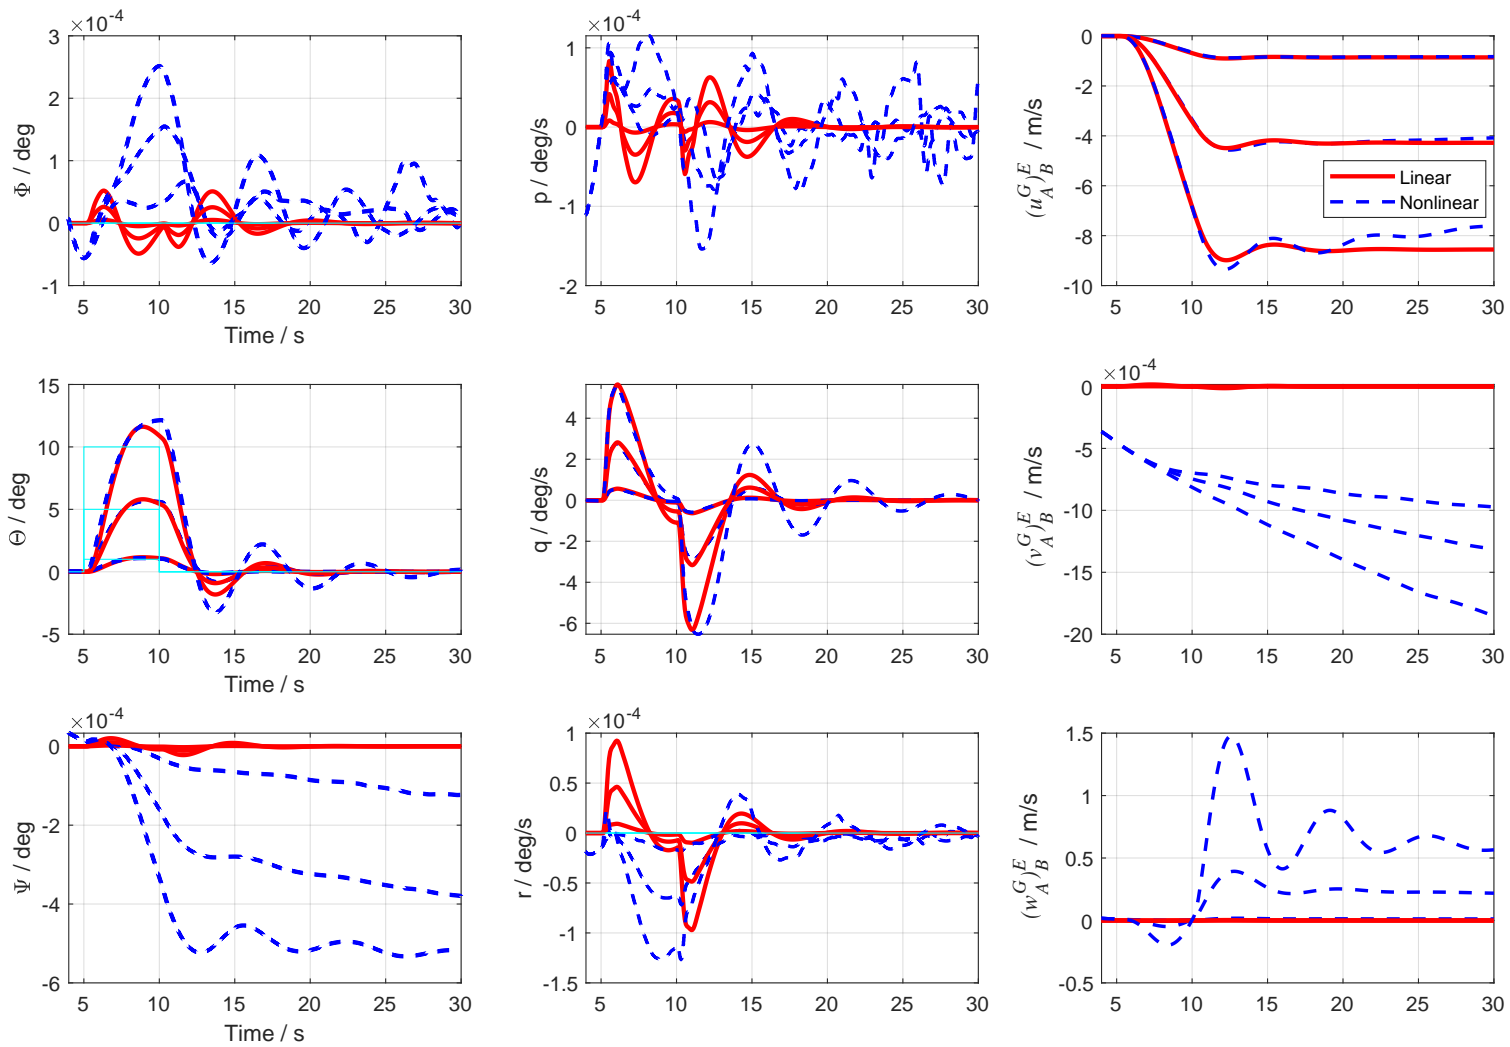 ×10⁻⁴
3
2
1
0
-1
Φ / deg
5 10 15 20 25 30
Time / s
×10⁻⁴
1
0
-1
-2
p / deg/s
5 10 15 20 25 30
0
-2
-4
-6
-8
-10
(u_A^G)_B^E / m/s
Linear
Nonlinear
5 10 15 20 25 30
15
10
5
0
-5
Θ / deg
5 10 15 20 25 30
Time / s
4
2
0
-2
-4
-6
q / deg/s
5 10 15 20 25 30
×10⁻⁴
0
-5
-10
-15
-20
(v_A^G)_B^E / m/s
5 10 15 20 25 30
×10⁻⁴
0
-2
-4
-6
Ψ / deg
5 10 15 20 25 30
Time / s
×10⁻⁴
1
0.5
0
-0.5
-1
-1.5
r / deg/s
5 10 15 20 25 30
1.5
1
0.5
0
-0.5
(w_A^G)_B^E / m/s
5 10 15 20 25 30